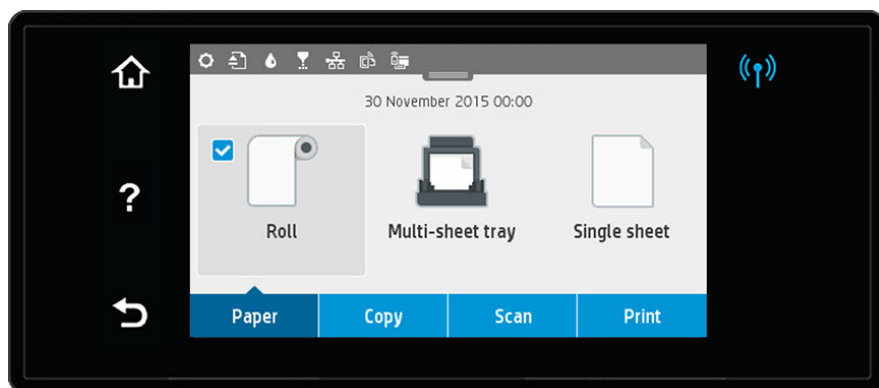 30 November 2015 00:00
Roll
Multi-sheet tray
Single sheet
?
Paper
Copy
Scan
Print